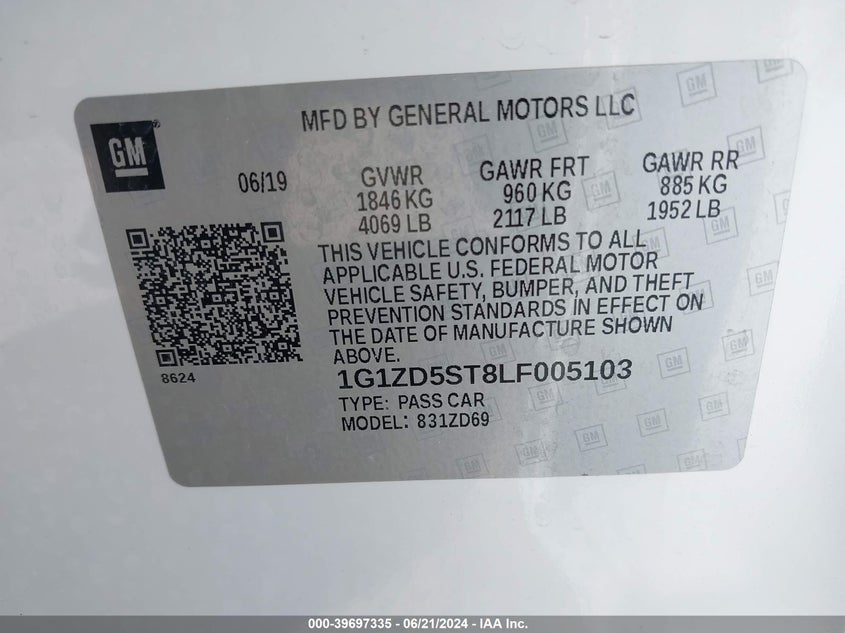 MFD BY GENERAL MOTORS LLC
GM®
06/19
GVWR
1846 KG
4069 LB
GAWR FRT
960 KG
2117 LB
GAWR RR
885 KG
1952 LB
THIS VEHICLE CONFORMS TO ALL
APPLICABLE U.S. FEDERAL MOTOR
VEHICLE SAFETY, BUMPER, AND THEFT
PREVENTION STANDARDS IN EFFECT ON
THE DATE OF MANUFACTURE SHOWN
ABOVE.
8624
1G1ZD5ST8LF005103
TYPE: PASS CAR
MODEL: 831ZD69
000-39697335 - 06/21/2024 - IAA Inc.